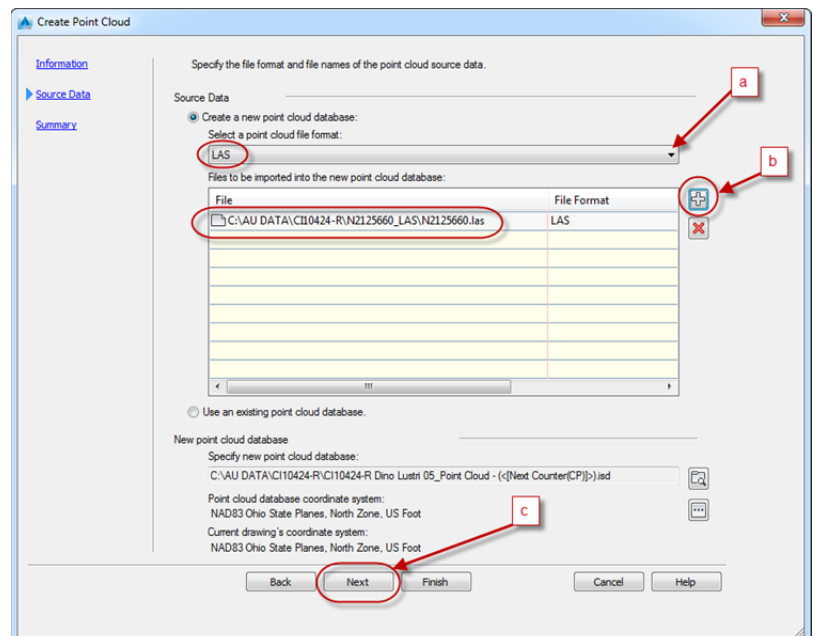 Create Point Cloud
Information
Source Data
Summary
Specify the file format and file names of the point cloud source data.
a
Source Data
Create a new point cloud database:
Select a point cloud file format:
LAS
b
Files to be imported into the new point cloud database:
File File Format
C:\AU DATA\CI10424-R\N2125660_LAS\N2125660.las LAS
Use an existing point cloud database.
New point cloud database
Specify new point cloud database:
C:\AU DATA\CI10424-R\CI10424-R Dino Lustri 05_Point Cloud - (<[Next Counter(CP)]>).isd
Point cloud database coordinate system:
NAD83 Ohio State Planes, North Zone, US Foot
c
Current drawing's coordinate system:
NAD83 Ohio State Planes, North Zone, US Foot
Back Next Finish Cancel Help